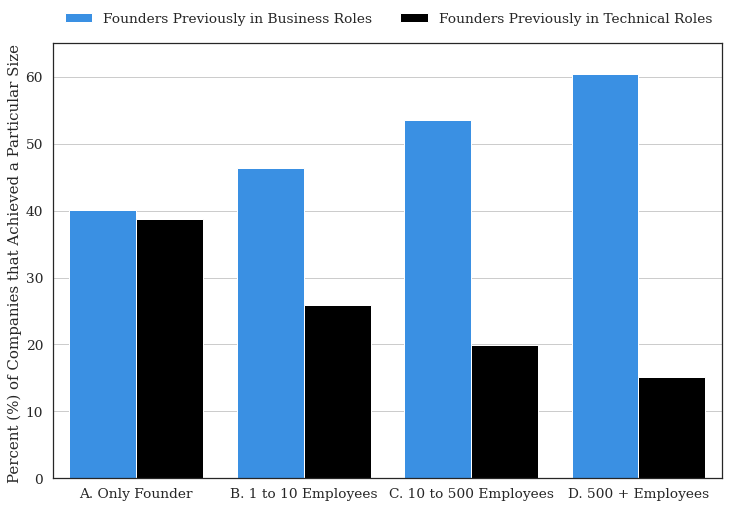 Founders Previously in Business Roles
Founders Previously in Technical Roles
Percent (%) of Companies that Achieved a Particular Size
60
50
40
30
20
10
0
A. Only Founder
B. 1 to 10 Employees
C. 10 to 500 Employees
D. 500 + Employees